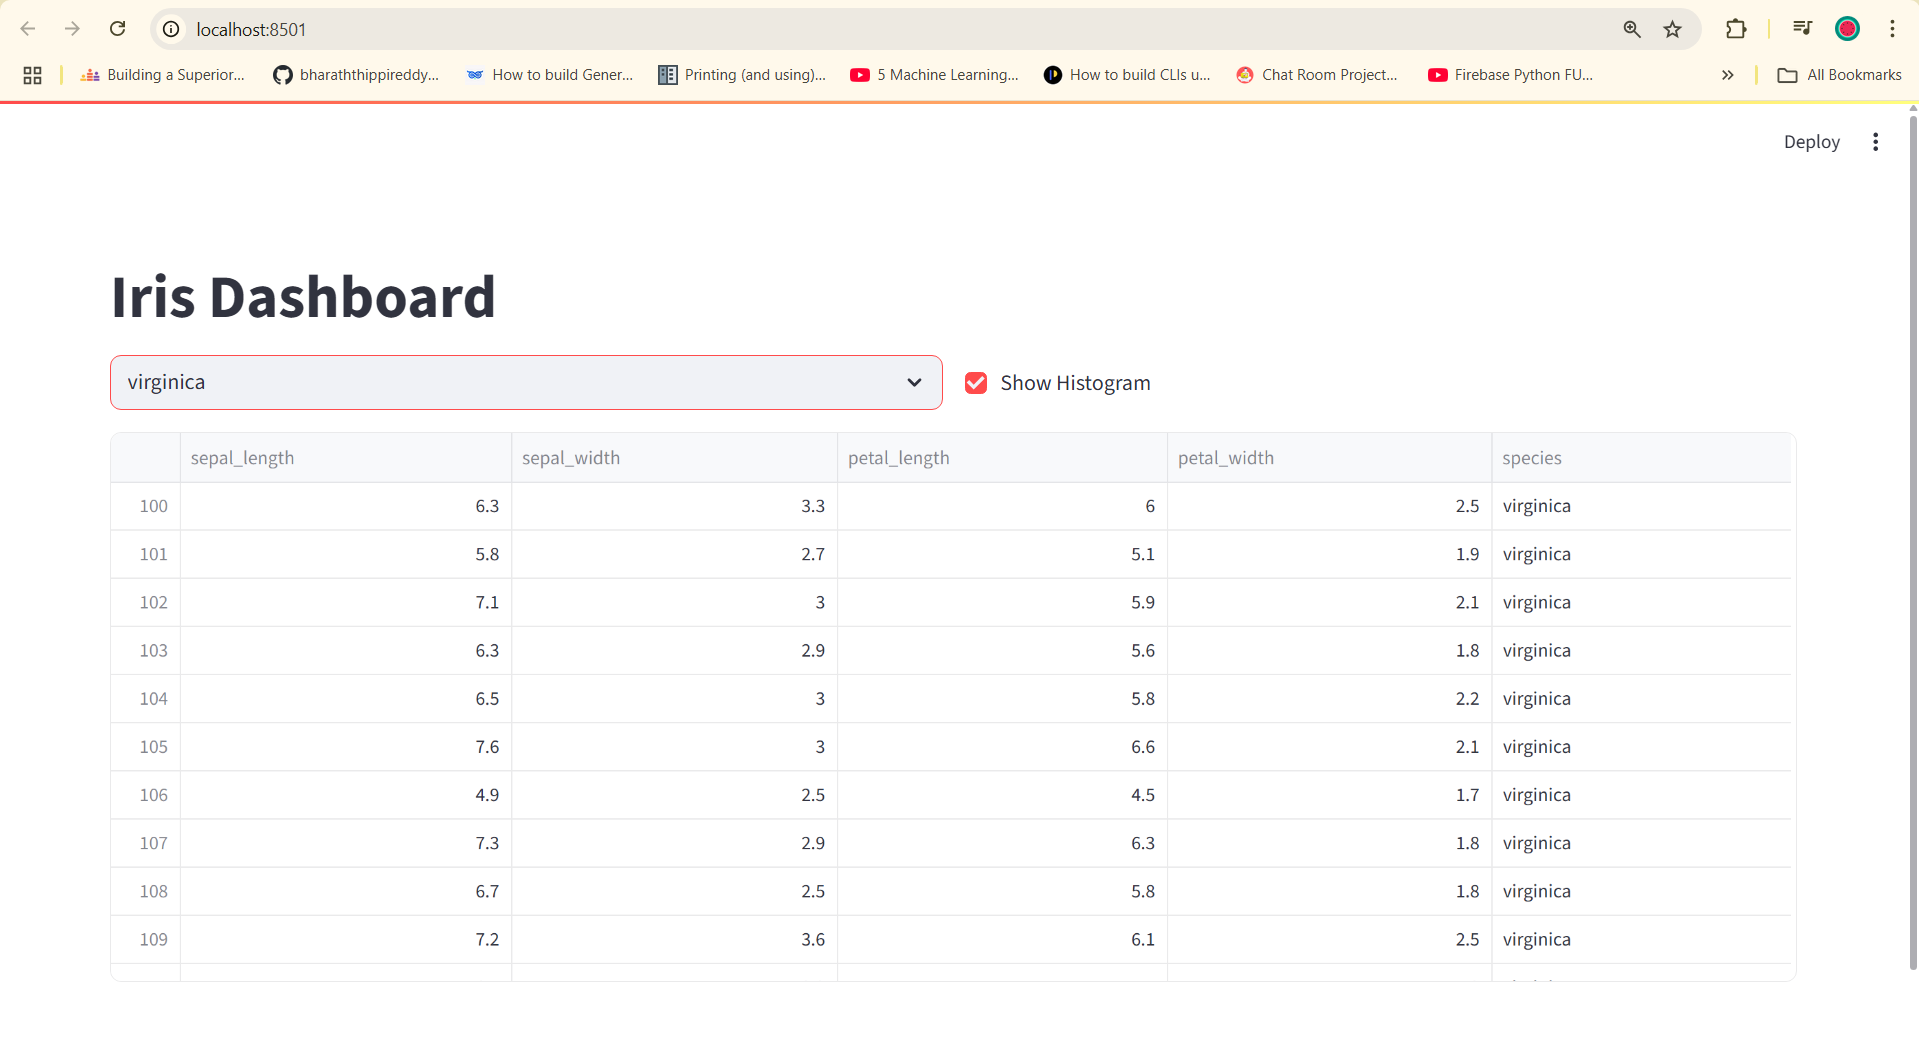 localhost:8501
Building a Superior... bharaththippireddy... How to build Gener... Printing (and using)... 5 Machine Learning... How to build CLIs u... Chat Room Project... Firebase Python FU... » All Bookmarks
Deploy
Iris Dashboard
virginica Show Histogram
sepal_length sepal_width petal_length petal_width species
100 6.3 3.3 6 2.5 virginica
101 5.8 2.7 5.1 1.9 virginica
102 7.1 3 5.9 2.1 virginica
103 6.3 2.9 5.6 1.8 virginica
104 6.5 3 5.8 2.2 virginica
105 7.6 3 6.6 2.1 virginica
106 4.9 2.5 4.5 1.7 virginica
107 7.3 2.9 6.3 1.8 virginica
108 6.7 2.5 5.8 1.8 virginica
109 7.2 3.6 6.1 2.5 virginica